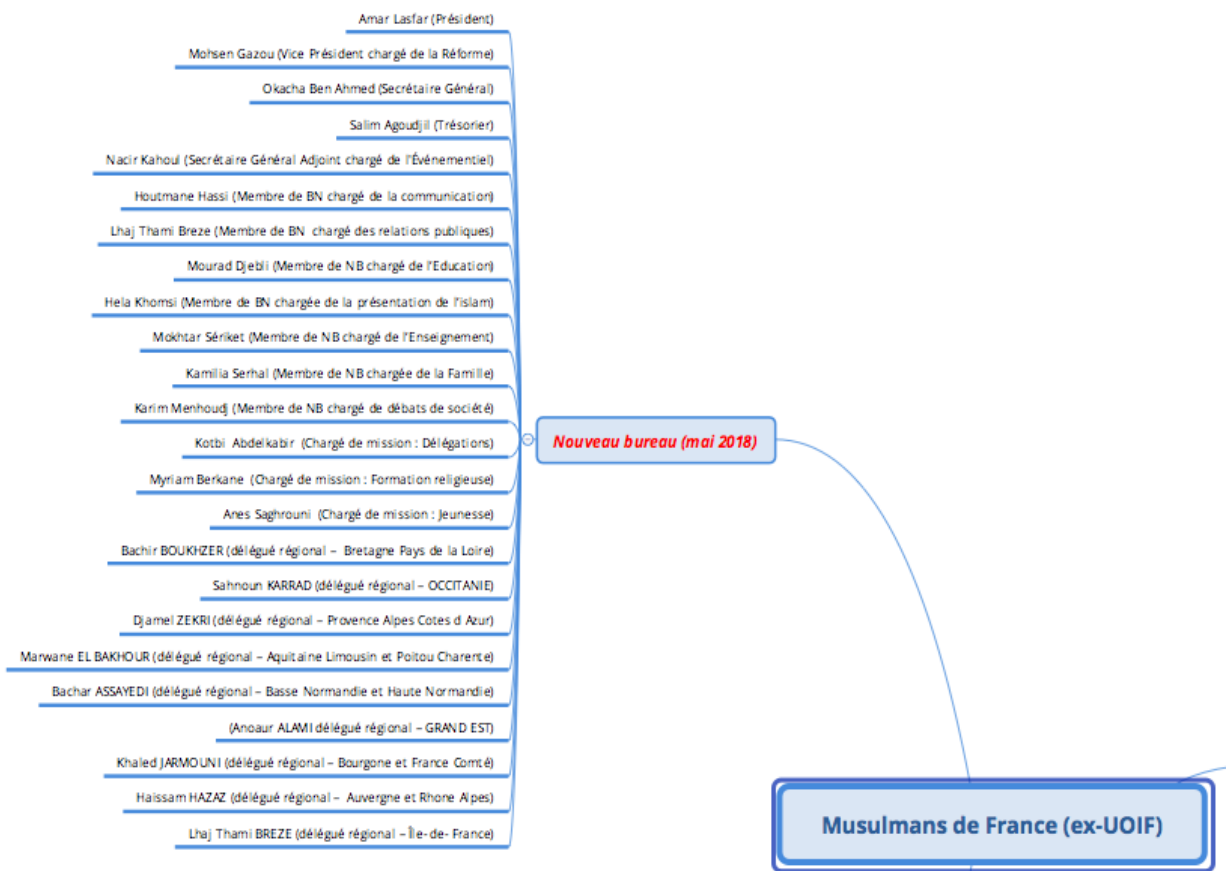 Amar Lasfar (Président)
Mohsen Gazou (Vice Président chargé de la Réforme)
Okacha Ben Ahmed (Secrétaire Général)
Salim Agoudjil (Trésorier)
Nacir Kahoul (Secrétaire Général Adjoint chargé de l'Événementiel)
Houtmane Hassi (Membre de BN chargé de la communication)
Lhaj Thami Breze (Membre de BN chargé des relations publiques)
Mourad Djebli (Membre de NB chargé de l'Education)
Hela Khomsi (Membre de BN chargée de la présentation de l'islam)
Mokhtar Sériket (Membre de NB chargé de l'Enseignement)
Kamilia Serhal (Membre de NB chargée de la Famille)
Karim Menhoudj (Membre de NB chargé de débats de société)
Kotbi Abdelkabir (Chargé de mission : Délégations)
Myriam Berkane (Chargé de mission : Formation religieuse)
Anes Saghrouni (Chargé de mission : Jeunesse)
Bachir BOUKHZER (délégué régional – Bretagne Pays de la Loire)
Sahnoun KARRAD (délégué régional – OCCITANIE)
Djamel ZEKRI (délégué régional – Provence Alpes Cotes d Azur)
Marwane EL BAKHOUR (délégué régional – Aquitaine Limousin et Poitou Charente)
Bachar ASSAYEDI (délégué régional – Basse Normandie et Haute Normandie)
(Anoaur ALAMI délégué régional – GRAND EST)
Khaled JARMOUNI (délégué régional – Bourgone et France Comté)
Haissam HAZAZ (délégué régional – Auvergne et Rhone Alpes)
Lhaj Thami BREZE (délégué régional – Île-de- France)
Nouveau bureau (mai 2018)
Musulmans de France (ex-UOIF)